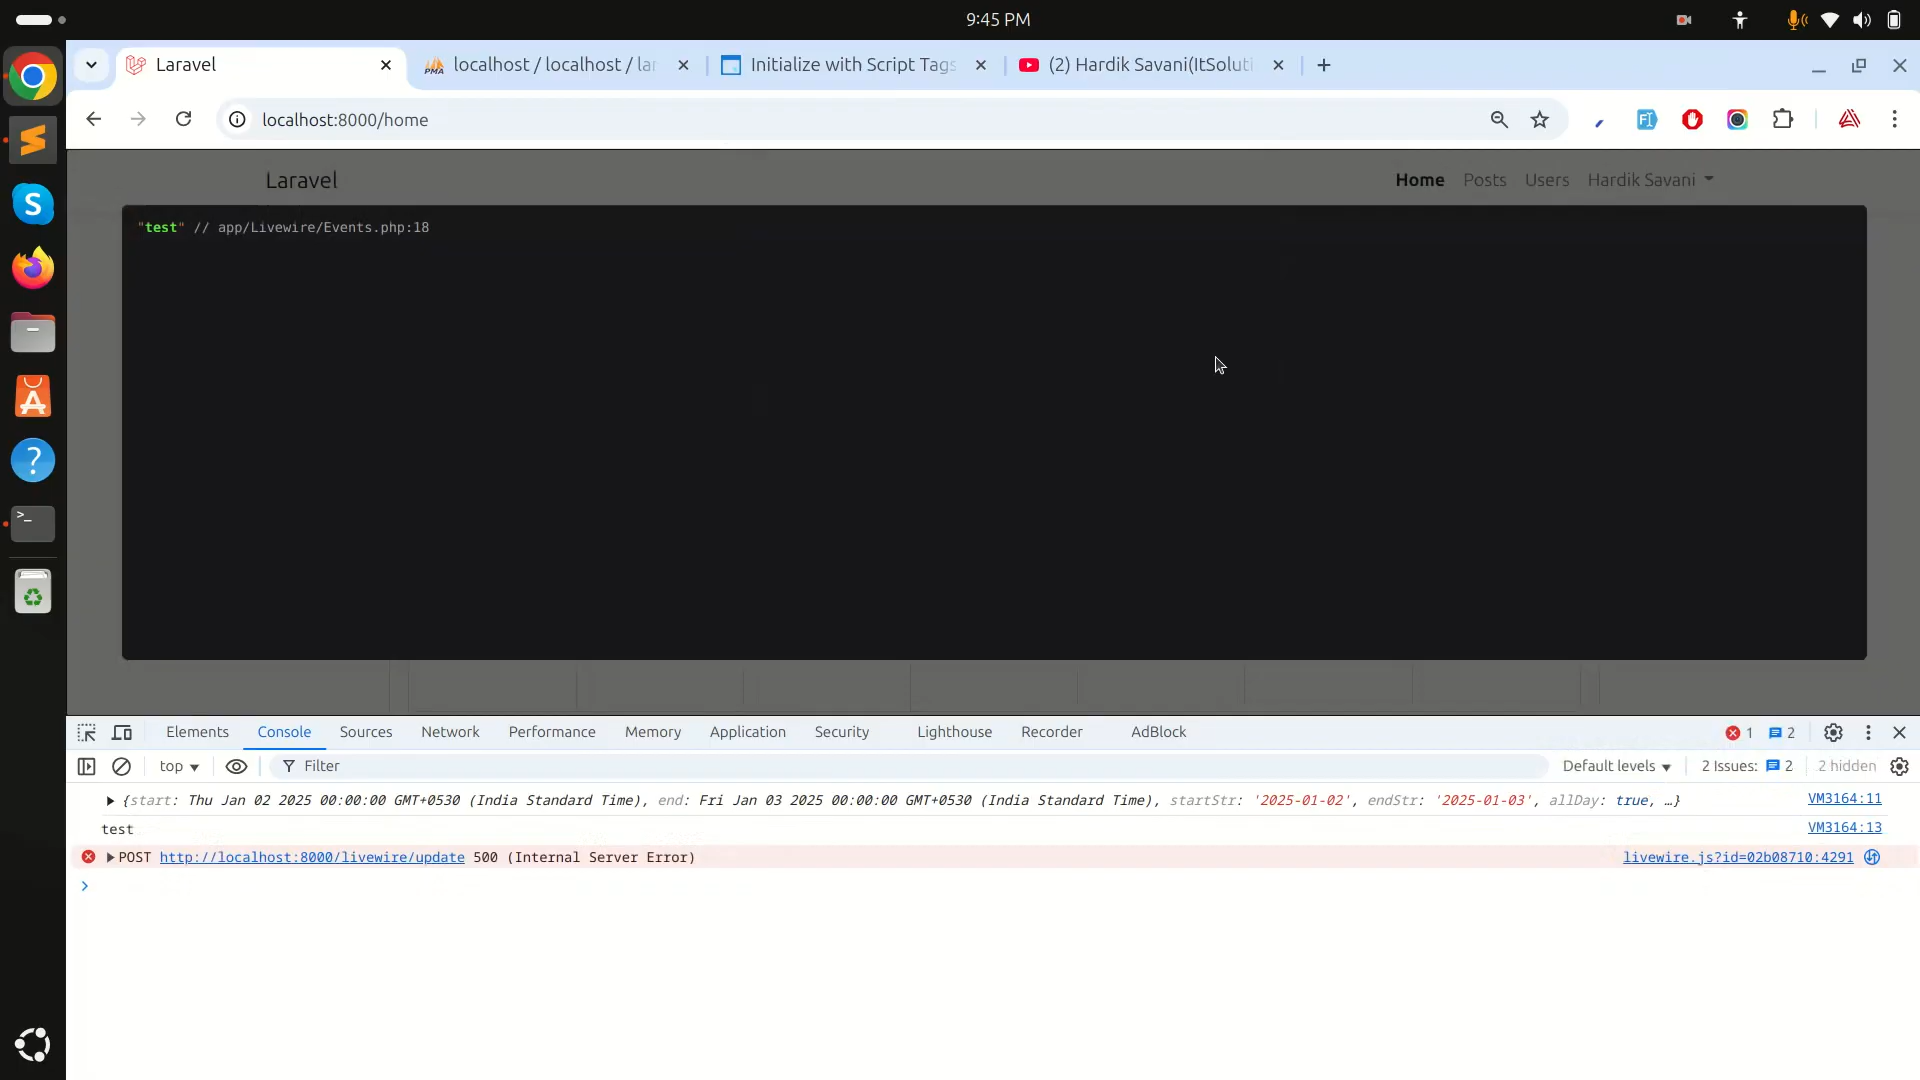 9:45 PM
Laravel
localhost / localhost / lar
Initialize with Script Tags
(2) Hardik Savani(ItSoluti
localhost:8000/home
Laravel
Home
Posts
Users
Hardik Savani
"test" // app/Livewire/Events.php:18
Elements
Console
Sources
Network
Performance
Memory
Application
Security
Lighthouse
Recorder
AdBlock
1
2
top
Filter
Default levels
2 Issues:
2
2 hidden
{start: Thu Jan 02 2025 00:00:00 GMT+0530 (India Standard Time), end: Fri Jan 03 2025 00:00:00 GMT+0530 (India Standard Time), startStr: '2025-01-02', endStr: '2025-01-03', allDay: true, …}
VM3164:11
test
VM3164:13
POST http://localhost:8000/livewire/update 500 (Internal Server Error)
livewire.js?id=02b08710:4291